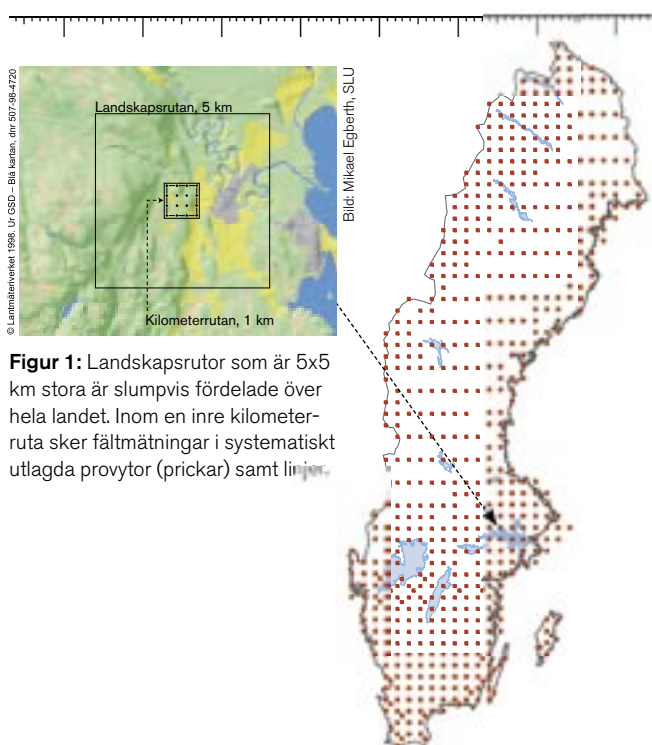 © Lantmäteriverket 1998. Ur GSD – Blå kartan, dnr 507-98-4720
Landskapsrutan, 5 km
Kilometerrutan, 1 km
Bild: Mikael Egberth, SLU
Figur 1: Landskapsrutor som är 5x5
km stora är slumpvis fördelade över
hela landet. Inom en inre kilometer-
ruta sker fältmätningar i systematiskt
utlagda provytor (prickar) samt linjer.